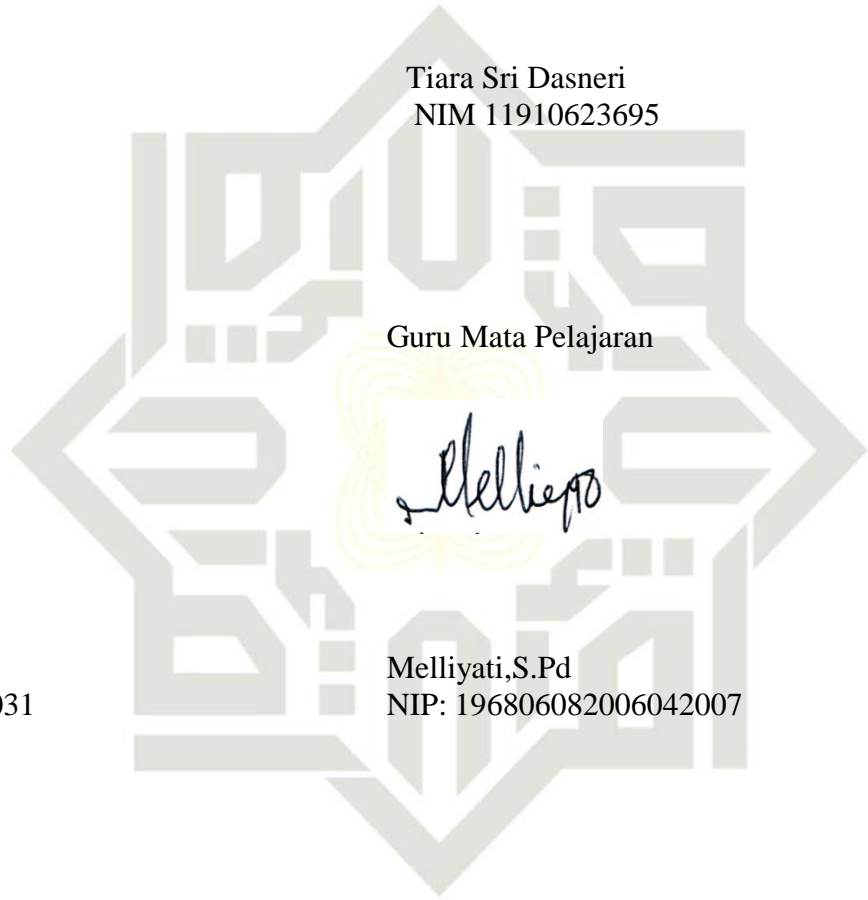 Tiara Sri Dasneri
NIM 11910623695
Guru Mata Pelajaran
Melliyati,S.Pd
031
NIP: 196806082006042007